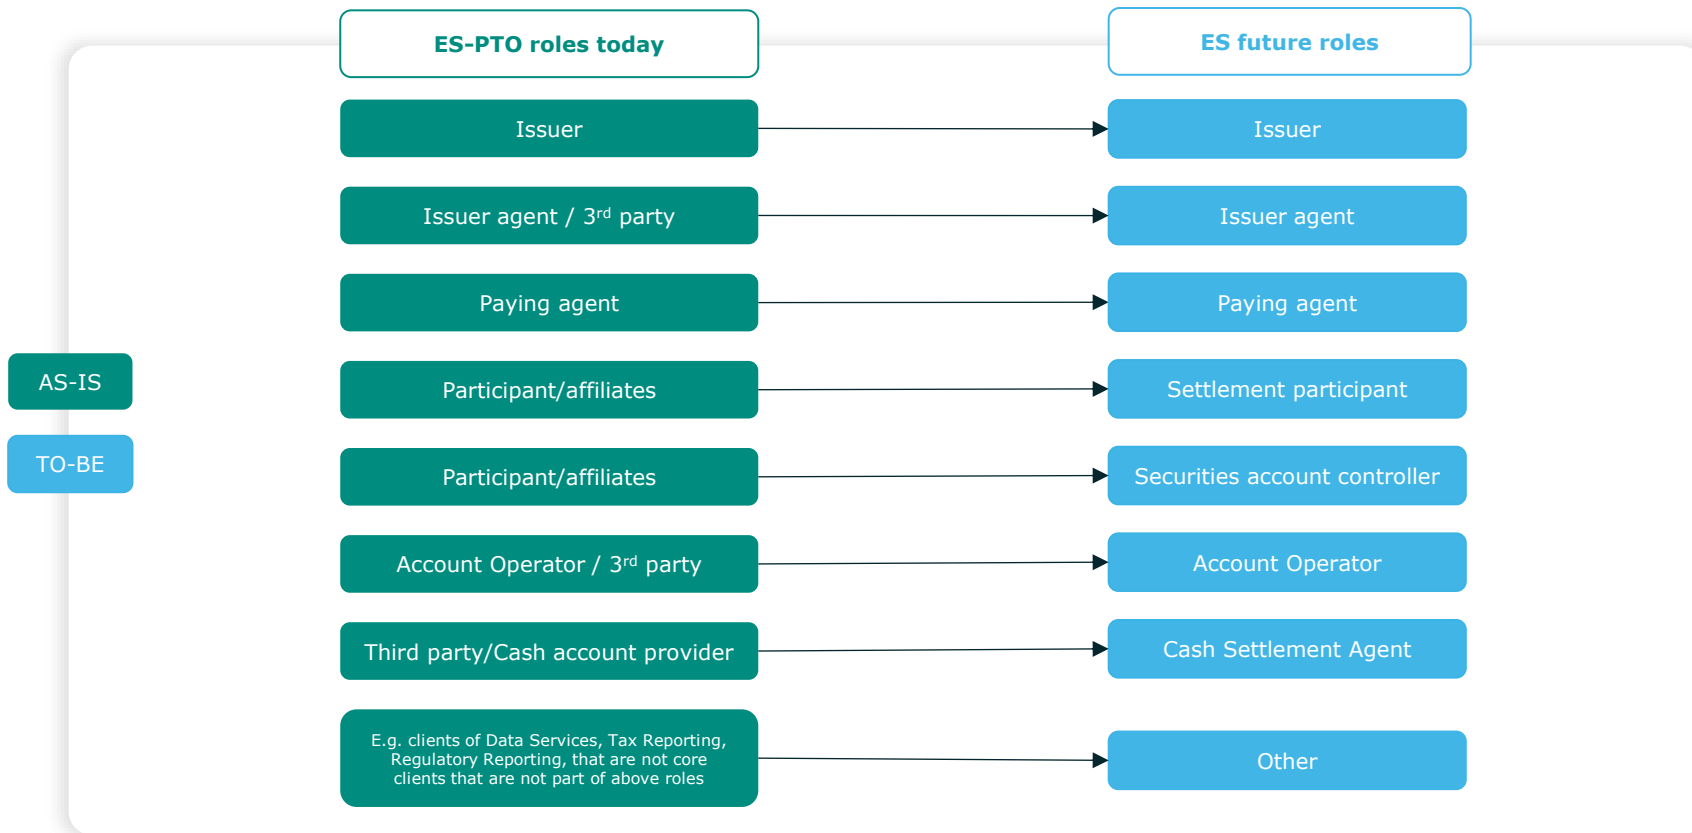 ES-PTO roles today
ES future roles
Issuer
Issuer
Issuer agent / 3rd party
Issuer agent
Paying agent
Paying agent
AS-IS
Participant/affiliates
Settlement participant
TO-BE
Participant/affiliates
Securities account controller
Account Operator / 3rd party
Account Operator
Third party/Cash account provider
Cash Settlement Agent
E.g. clients of Data Services, Tax Reporting,
Regulatory Reporting, that are not core
clients that are not part of above roles
Other